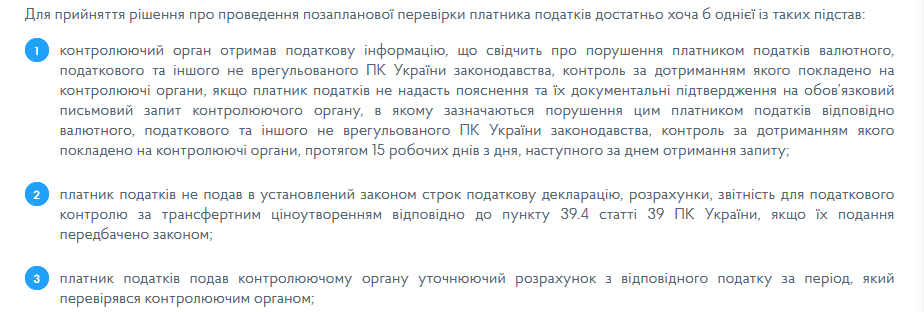 Для прийняття рішення про проведення позапланової перевірки платника податків достатньо хоча б однієї із таких підстав:
1 контролюючий орган отримав податкову інформацію, що свідчить про порушення платником податків валютного,
податкового та іншого не врегульованого ПК України законодавства, контроль за дотриманням якого покладено на
контролюючі органи, якщо платник податків не надасть пояснення та їх документальні підтвердження на обов'язковий
письмовий запит контролюючого органу, в якому зазначаються порушення цим платником податків відповідно
валютного, податкового та іншого не врегульованого ПК України законодавства, контроль за дотриманням якого
покладено на контролюючі органи, протягом 15 робочих днів з дня, наступного за днем отримання запиту;
2 платник податків не подав в установлений законом строк податкову декларацію, розрахунки, звітність для податкового
контролю за трансфертним ціноутворенням відповідно до пункту 39.4 статті 39 ПК України, якщо їх подання
передбачено законом;
3 платник податків подав контролюючому органу уточнюючий розрахунок з відповідного податку за період, який
перевірявся контролюючим органом;